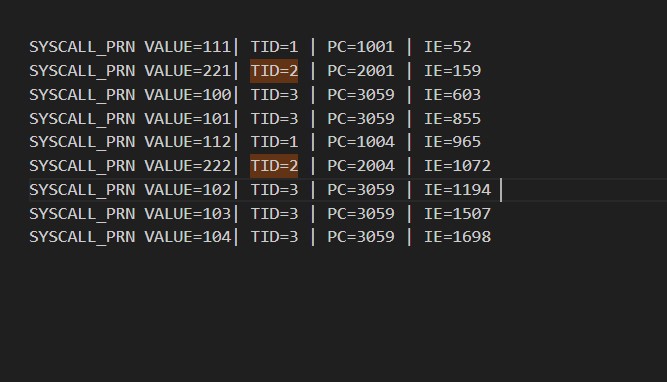 SYSCALL_PRN VALUE=111| TID=1 | PC=1001 | IE=52
SYSCALL_PRN VALUE=221| TID=2 | PC=2001 | IE=159
SYSCALL_PRN VALUE=100| TID=3 | PC=3059 | IE=603
SYSCALL_PRN VALUE=101| TID=3 | PC=3059 | IE=855
SYSCALL_PRN VALUE=112| TID=1 | PC=1004 | IE=965
SYSCALL_PRN VALUE=222| TID=2 | PC=2004 | IE=1072
SYSCALL_PRN VALUE=102| TID=3 | PC=3059 | IE=1194
SYSCALL_PRN VALUE=103| TID=3 | PC=3059 | IE=1507
SYSCALL_PRN VALUE=104| TID=3 | PC=3059 | IE=1698